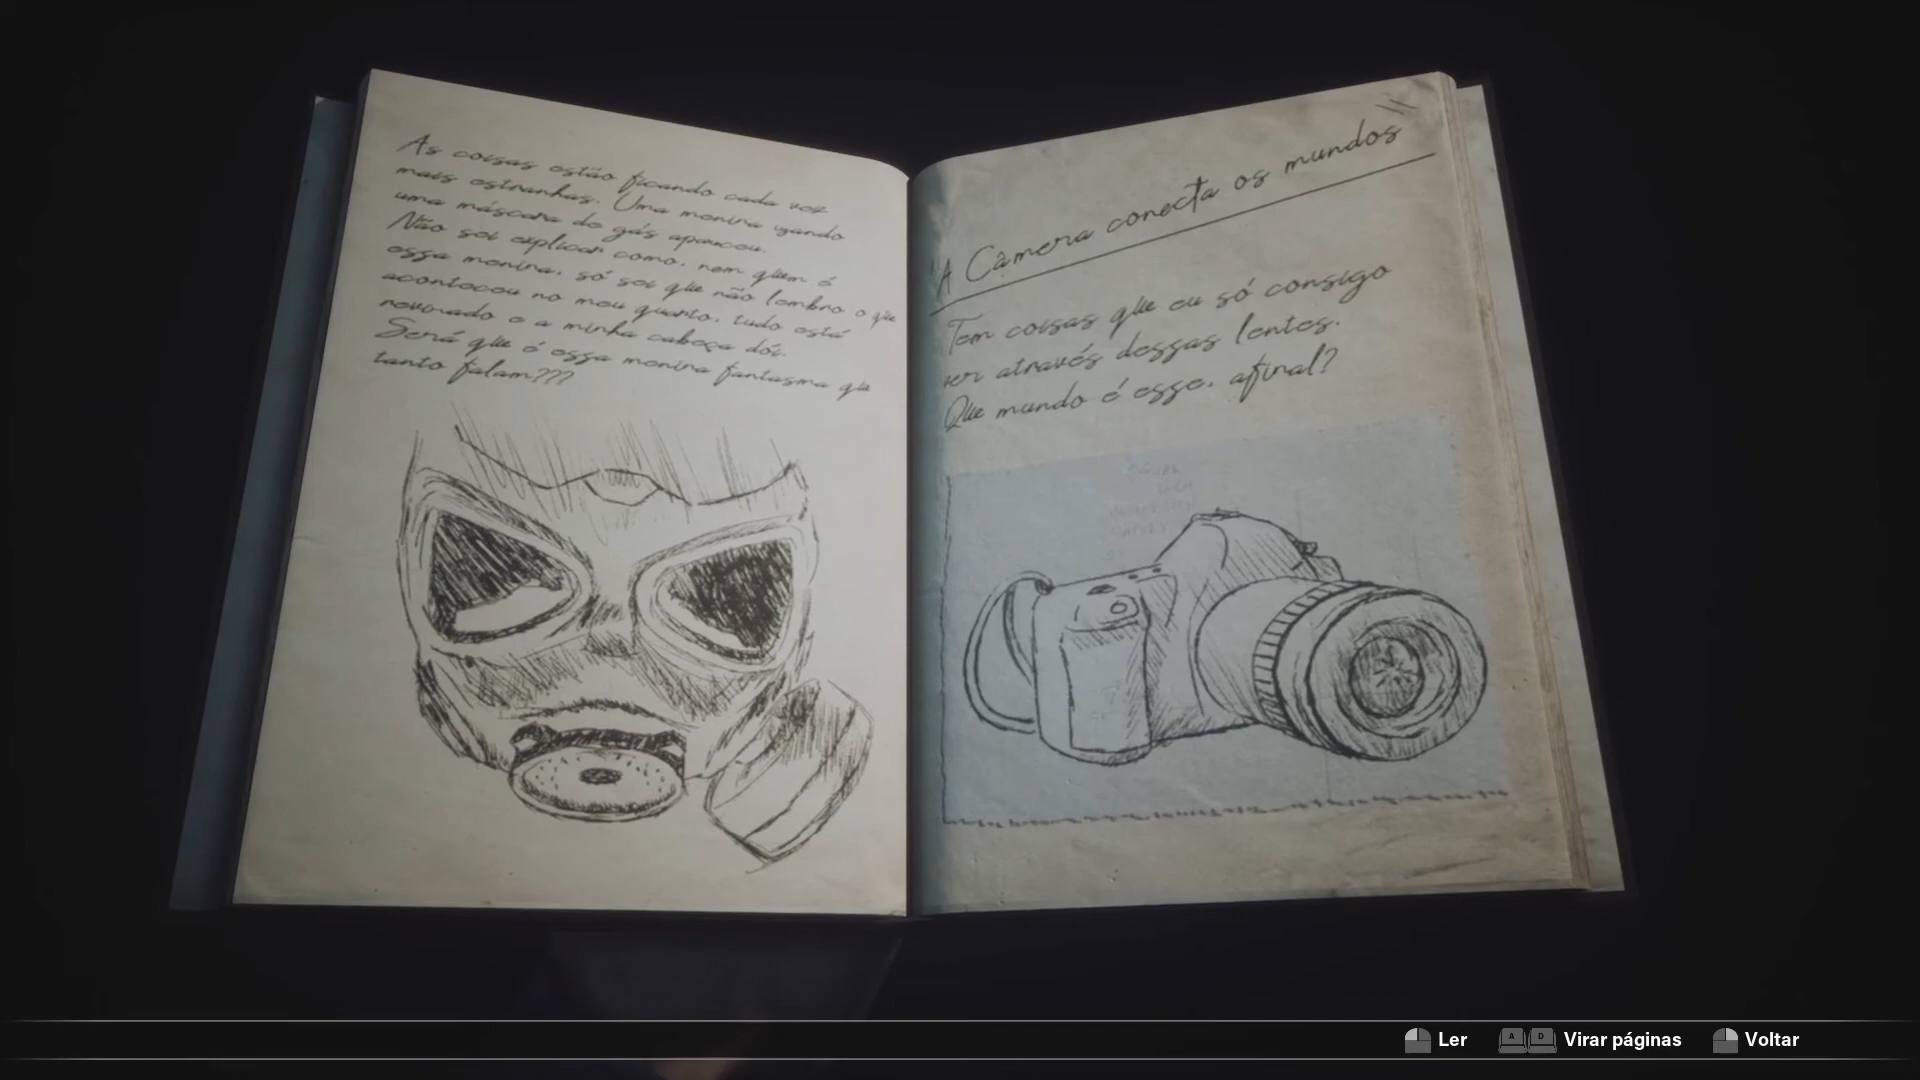 As coisas estão ficando cada vez
mais estranhas. Uma menina usando
uma máscara de gás apareceu.
Não sei explicar como, nem quem é
essa menina, só sei que não lembro o que
aconteceu no meu quarto, tudo está
revirado e a minha cabeça dói.
Será que é essa menina fantasma que
tanto falam???
"A Câmera conecta os mundos"
Tem coisas que eu só consigo
ver através dessas lentes.
Que mundo é esse, afinal?
Ler
A D Virar páginas
Voltar